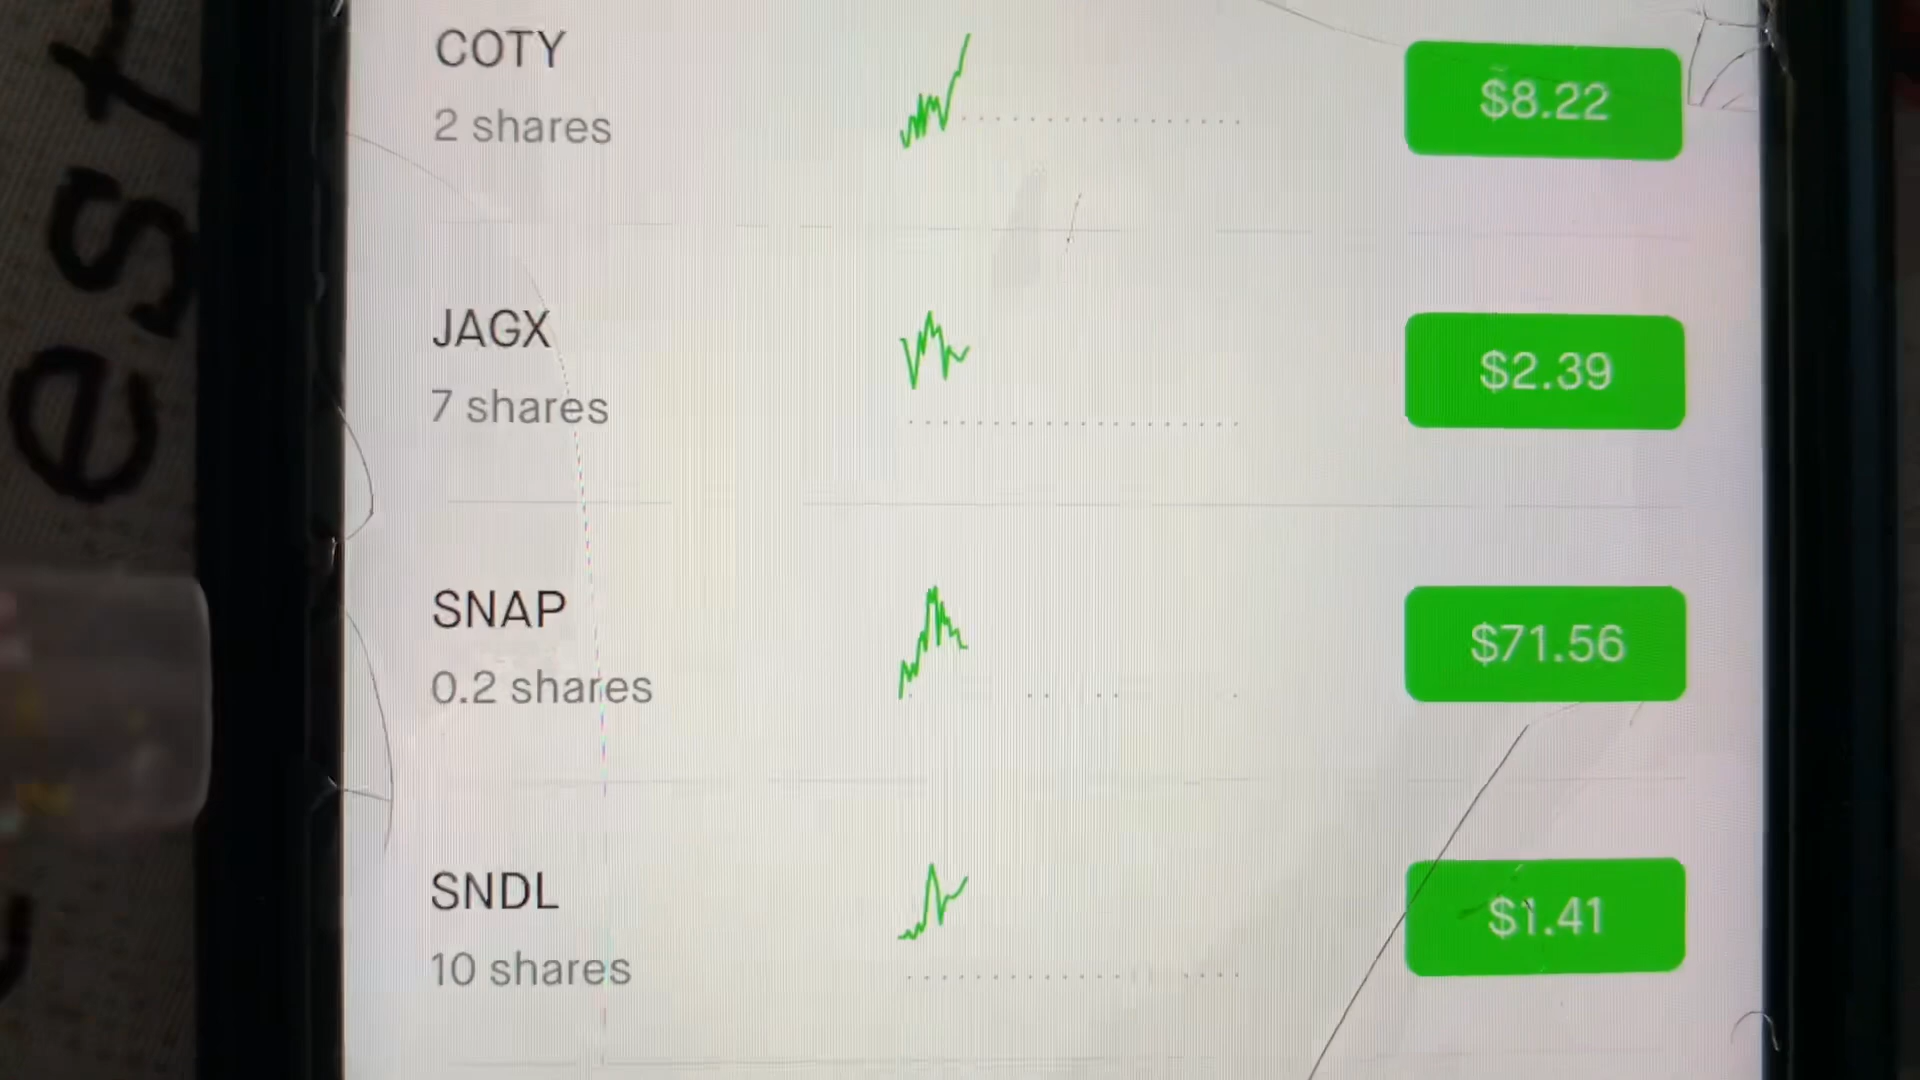 COTY
2 shares
$8.22
JAGX
7 shares
$2.39
SNAP
0.2 shares
$71.56
SNDL
10 shares
$1.41
est